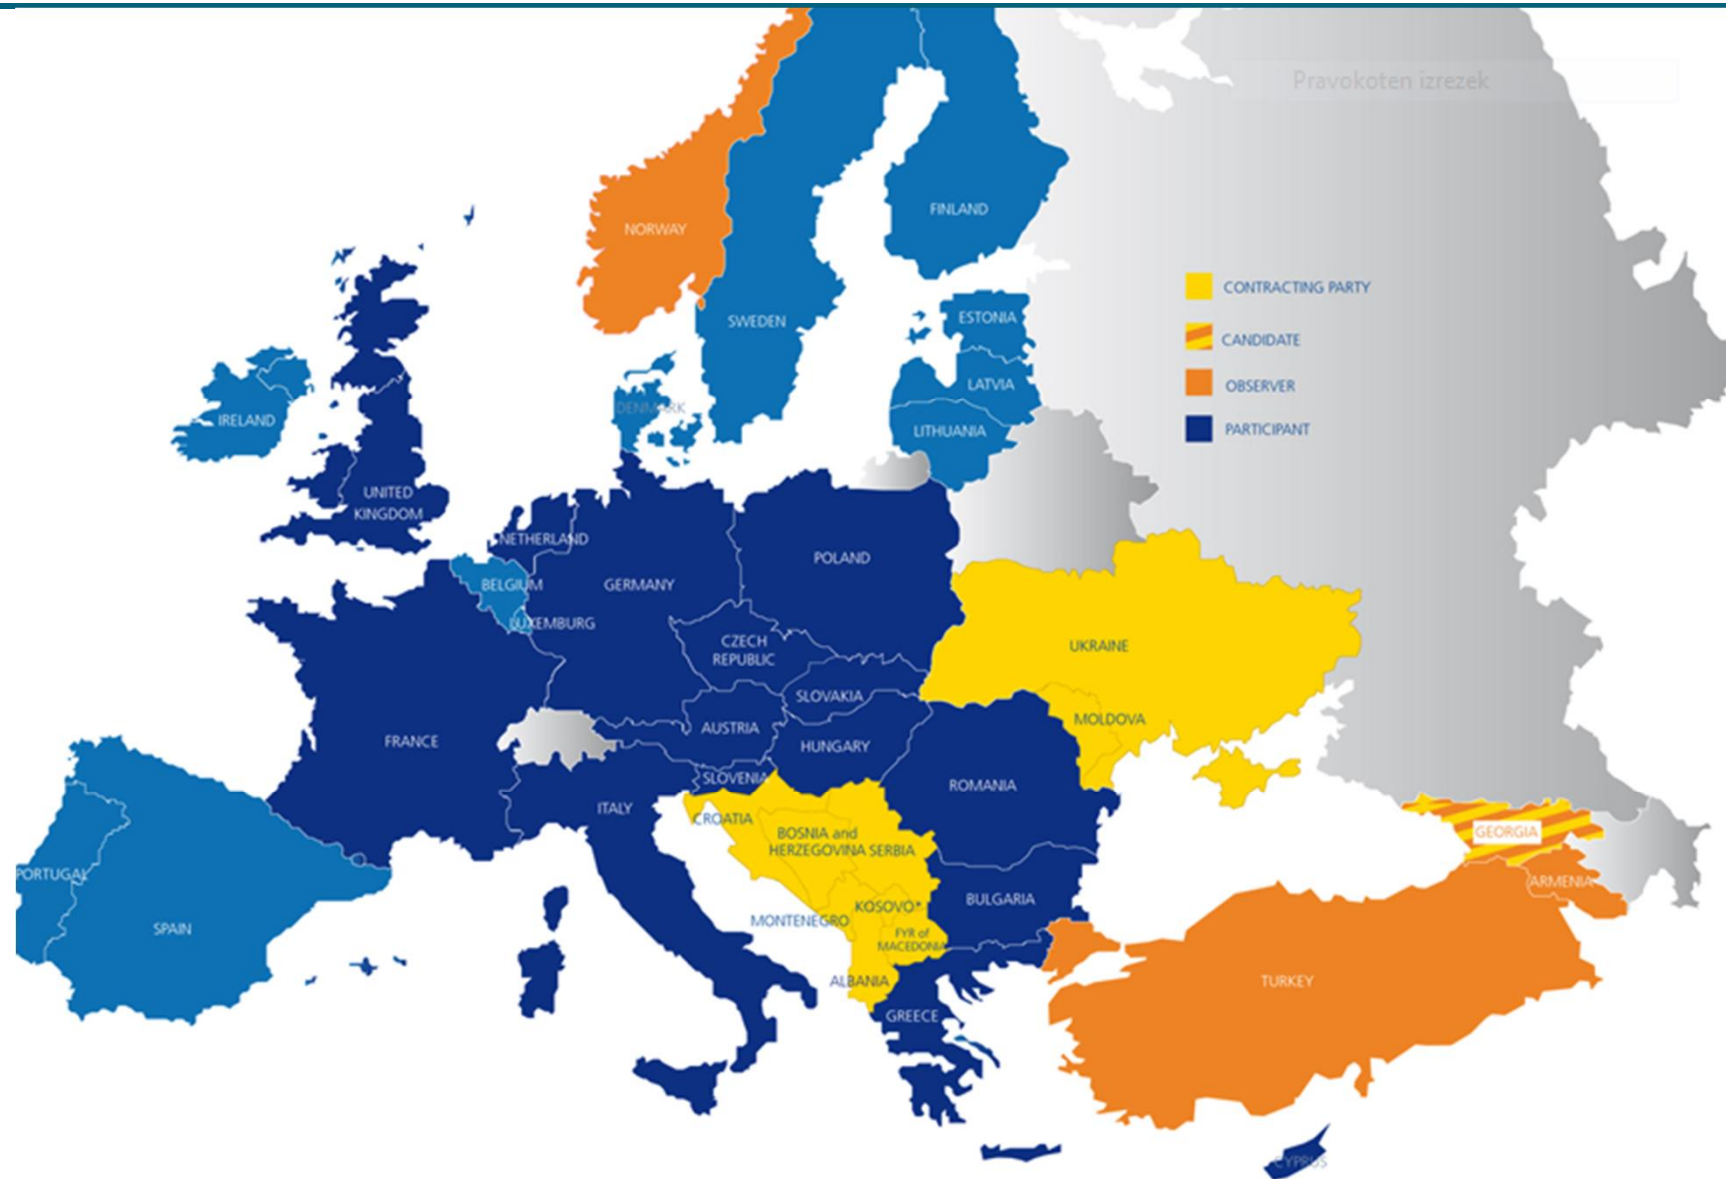 Pravokoten izrezek
NORWAY
FINLAND
SWEDEN
ESTONIA
LATVIA
LITHUANIA
DENMARK
IRELAND
UNITED
KINGDOM
CONTRACTING PARTY
CANDIDATE
OBSERVER
PARTICIPANT
NETHERLAND
BELGIUM
LUXEMBURG
GERMANY
POLAND
CZECH
REPUBLIC
SLOVAKIA
AUSTRIA
HUNGARY
SLOVENIA
FRANCE
ITALY
UKRAINE
MOLDOVA
ROMANIA
CROATIA
BOSNIA and
HERZEGOVINA SERBIA
MONTENEGRO
KOSOVO*
FYR of
MACEDONIA
ALBANIA
BULGARIA
GREECE
PORTUGAL
SPAIN
GEORGIA
ARMENIA
TURKEY
CYPRUS